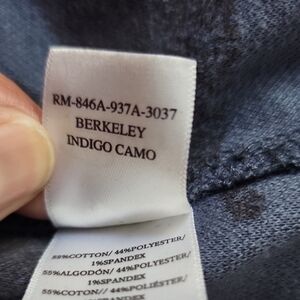 RM-846A-937A-3037
BERKELEY
INDIGO CAMO
55%COTTON// 44%POLYESTER/
1%SPANDEX
55%ALGODÓN// 44%POLIÉSTER/
1%SPANDEX
55%COTON// 44%POLYESTER/